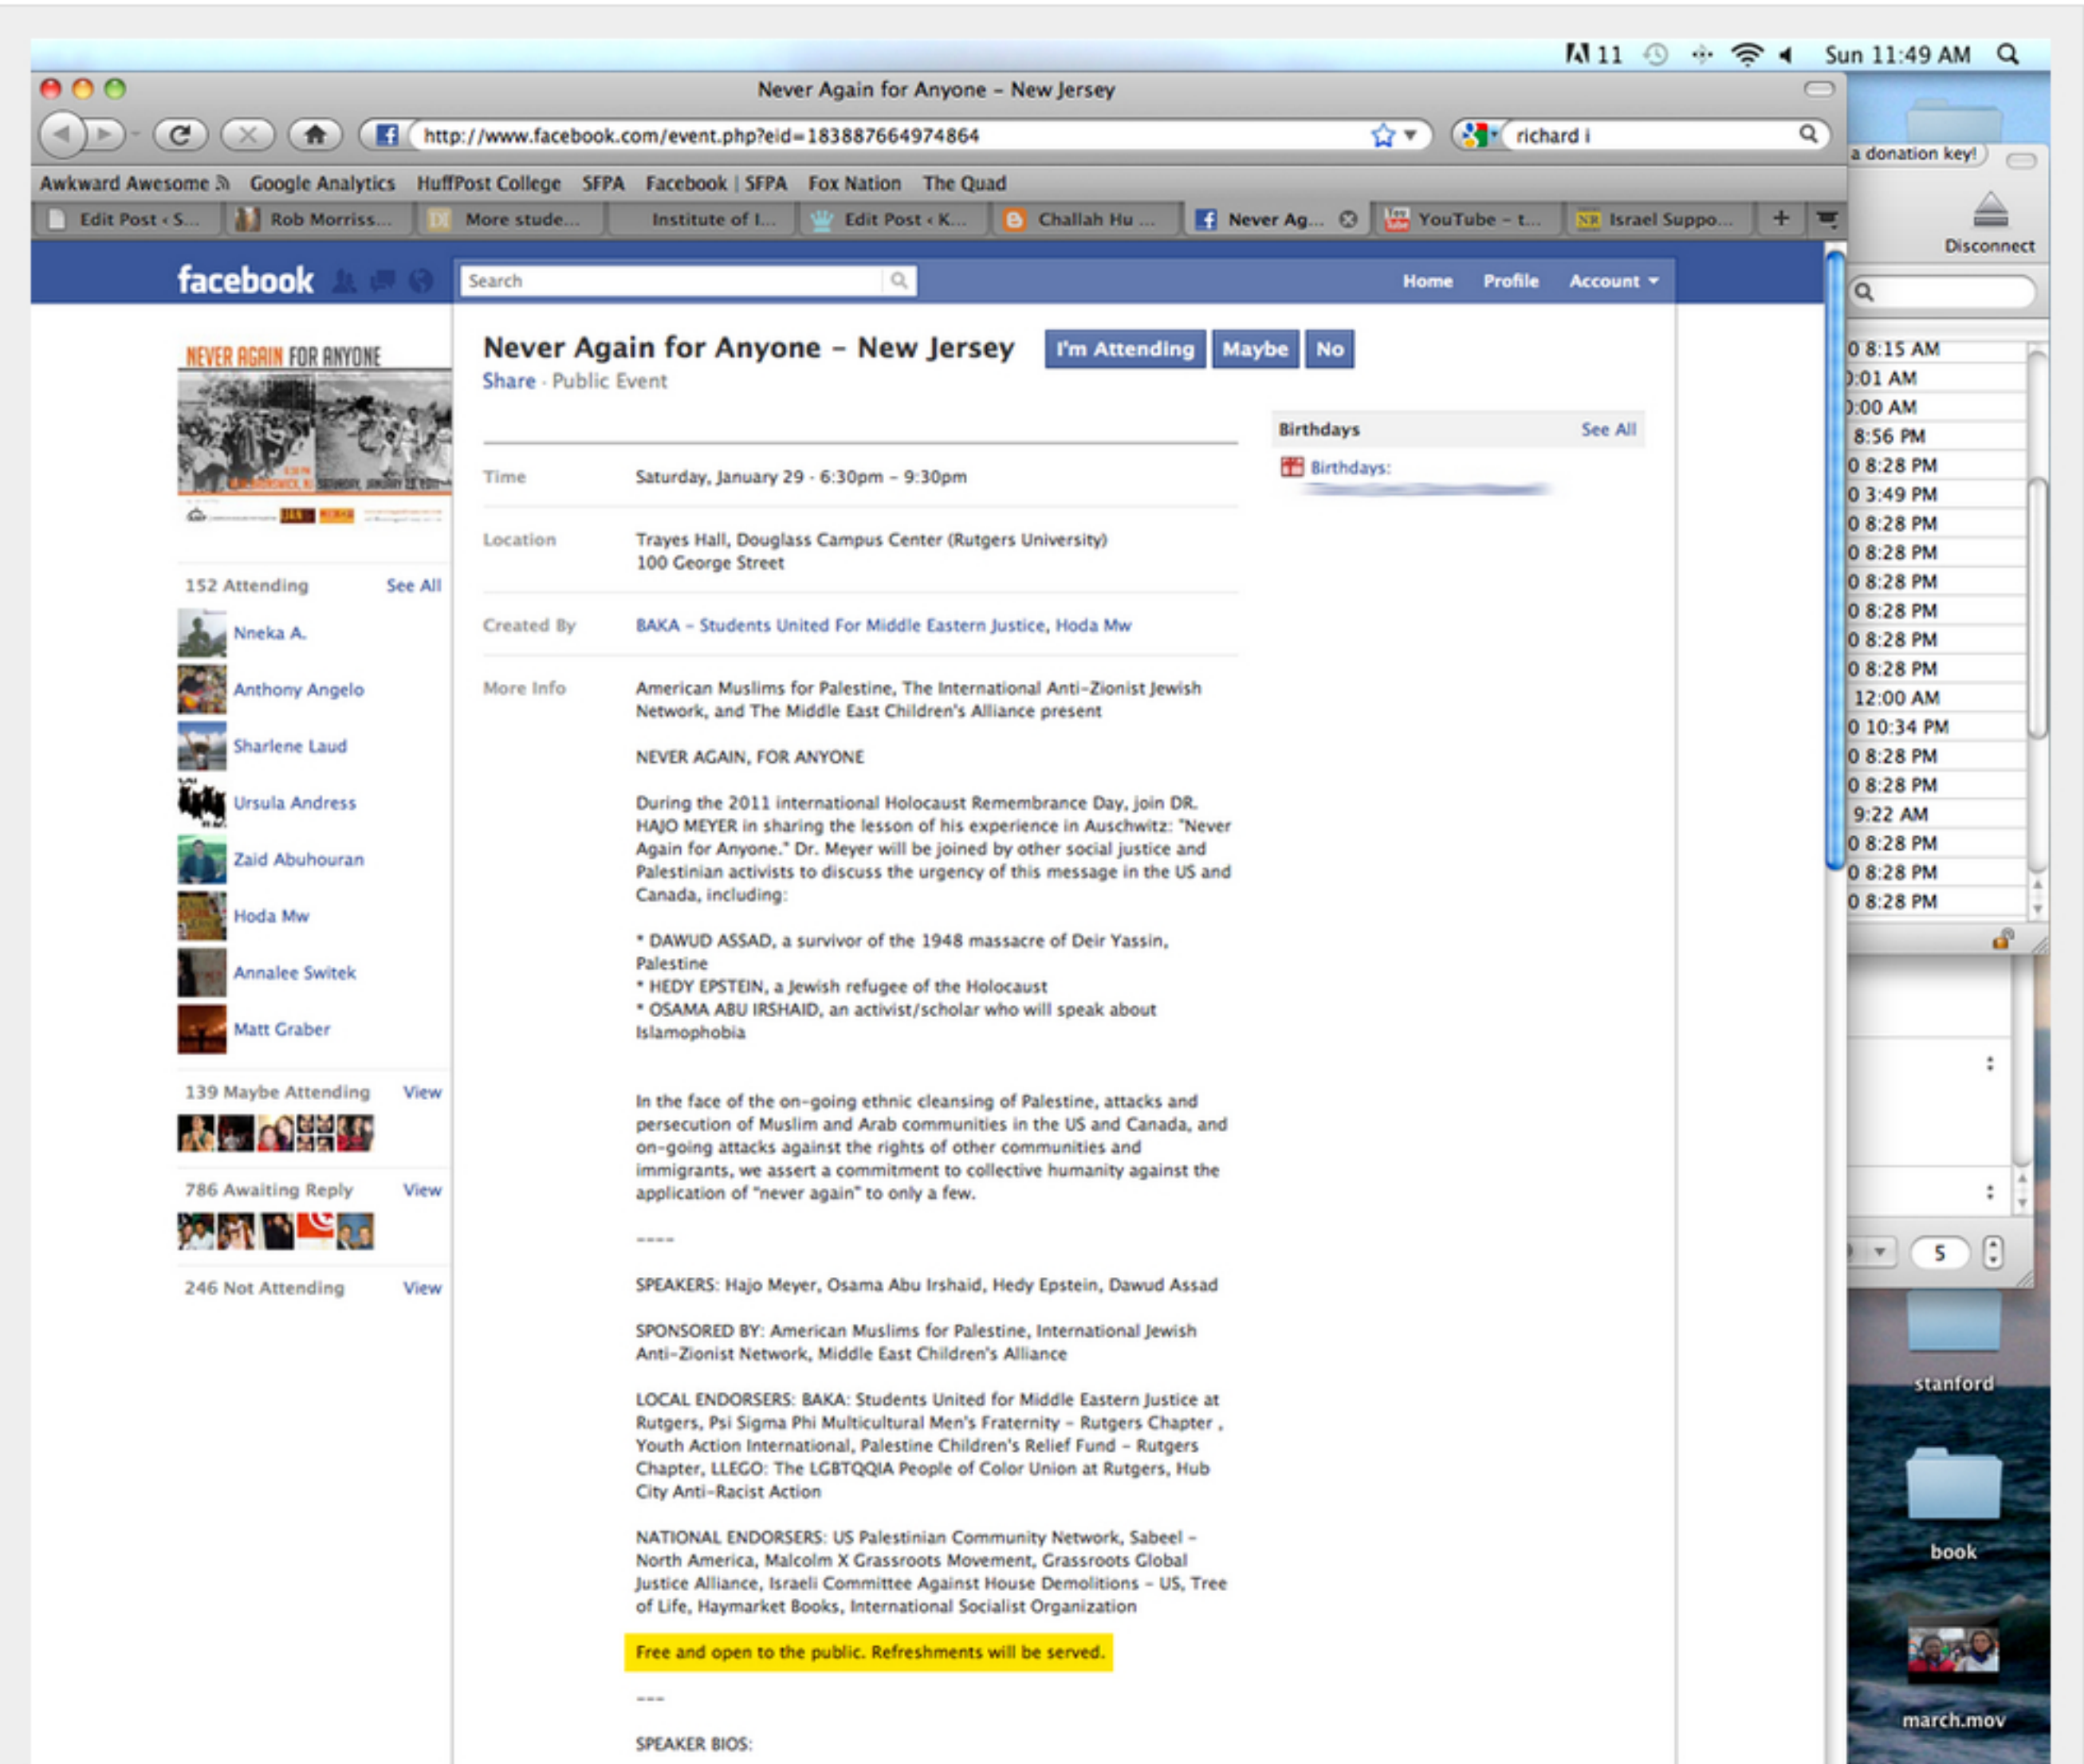 11 Sun 11:49 AM
Never Again for Anyone – New Jersey
http://www.facebook.com/event.php?eid=183887664974864
richard i
a donation key!
Awkward Awesome Google Analytics HuffPost College SFPA Facebook | SFPA Fox Nation The Quad
Edit Post ‹ S... Rob Morriss... More stude... Institute of I... Edit Post ‹ K... Challah Hu ... Never Ag... YouTube – t... Israel Suppo...
Disconnect
facebook Search Home Profile Account
NEVER AGAIN FOR ANYONE
152 Attending See All
Nneka A.
Anthony Angelo
Sharlene Laud
Ursula Andress
Zaid Abuhouran
Hoda Mw
Annalee Switek
Matt Graber
139 Maybe Attending View
786 Awaiting Reply View
246 Not Attending View
Never Again for Anyone – New Jersey I'm Attending Maybe No
Share · Public Event
Time Saturday, January 29 · 6:30pm – 9:30pm
Location Trayes Hall, Douglass Campus Center (Rutgers University)
100 George Street
Created By BAKA – Students United For Middle Eastern Justice, Hoda Mw
More Info American Muslims for Palestine, The International Anti-Zionist Jewish
Network, and The Middle East Children's Alliance present
NEVER AGAIN, FOR ANYONE
During the 2011 international Holocaust Remembrance Day, join DR.
HAJO MEYER in sharing the lesson of his experience in Auschwitz: "Never
Again for Anyone." Dr. Meyer will be joined by other social justice and
Palestinian activists to discuss the urgency of this message in the US and
Canada, including:
* DAWUD ASSAD, a survivor of the 1948 massacre of Deir Yassin,
Palestine
* HEDY EPSTEIN, a Jewish refugee of the Holocaust
* OSAMA ABU IRSHAID, an activist/scholar who will speak about
Islamophobia
In the face of the on-going ethnic cleansing of Palestine, attacks and
persecution of Muslim and Arab communities in the US and Canada, and
on-going attacks against the rights of other communities and
immigrants, we assert a commitment to collective humanity against the
application of "never again" to only a few.
----
SPEAKERS: Hajo Meyer, Osama Abu Irshaid, Hedy Epstein, Dawud Assad
SPONSORED BY: American Muslims for Palestine, International Jewish
Anti-Zionist Network, Middle East Children's Alliance
LOCAL ENDORSERS: BAKA: Students United for Middle Eastern Justice at
Rutgers, Psi Sigma Phi Multicultural Men's Fraternity – Rutgers Chapter ,
Youth Action International, Palestine Children's Relief Fund – Rutgers
Chapter, LLEGO: The LGBTQQIA People of Color Union at Rutgers, Hub
City Anti-Racist Action
NATIONAL ENDORSERS: US Palestinian Community Network, Sabeel –
North America, Malcolm X Grassroots Movement, Grassroots Global
Justice Alliance, Israeli Committee Against House Demolitions – US, Tree
of Life, Haymarket Books, International Socialist Organization
Free and open to the public. Refreshments will be served.
---
SPEAKER BIOS:
Birthdays See All
Birthdays:
0 8:15 AM
0:01 AM
0:00 AM
8:56 PM
0 8:28 PM
0 3:49 PM
0 8:28 PM
0 8:28 PM
0 8:28 PM
0 8:28 PM
0 8:28 PM
0 8:28 PM
12:00 AM
0 10:34 PM
0 8:28 PM
0 8:28 PM
9:22 AM
0 8:28 PM
0 8:28 PM
0 8:28 PM
5
stanford
book
march.mov